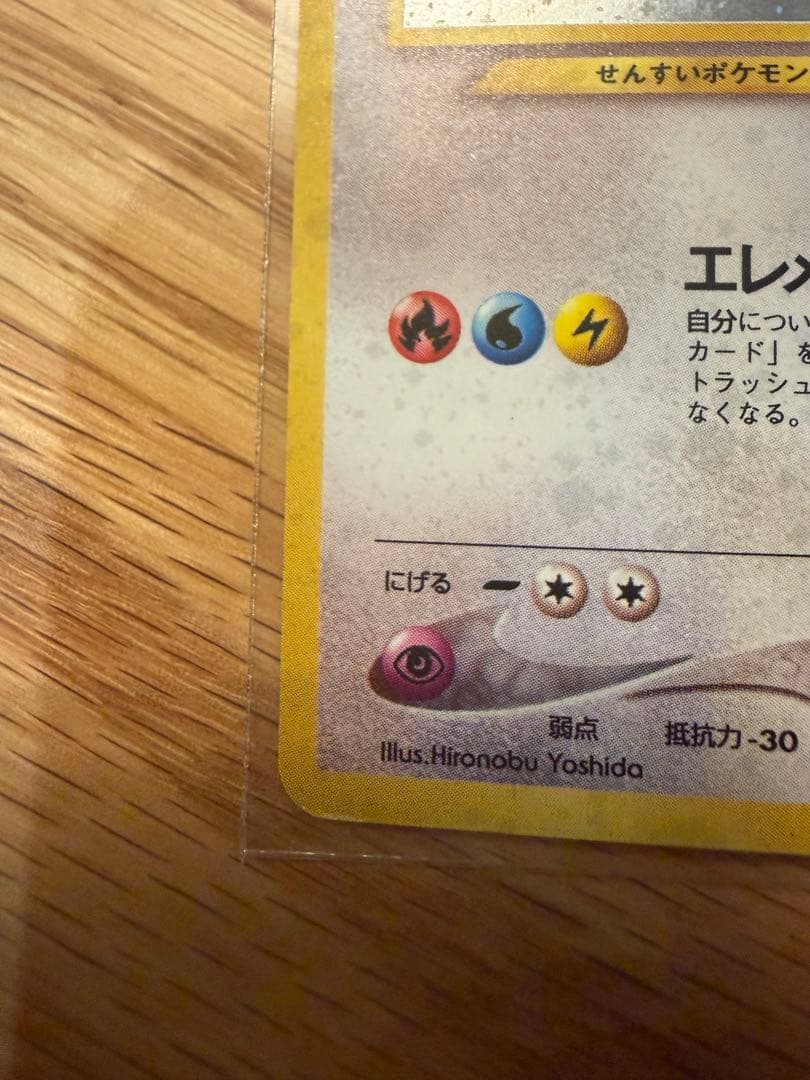 せんすいポケモン
エレメ
自分につい
カード」を
トラッシュ
なくなる。
にげる
弱点
抵抗力 -30
Illus.Hironobu Yoshida